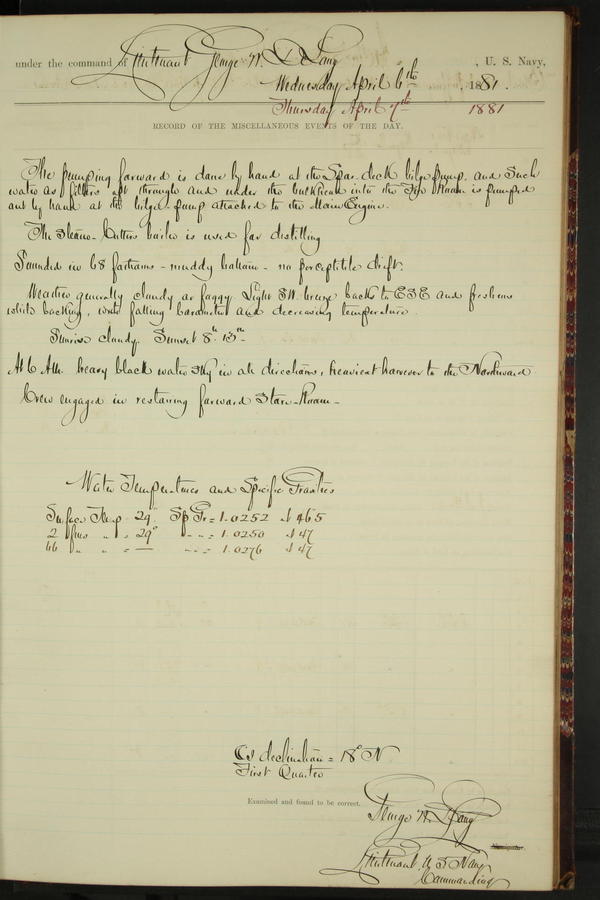 under the command of Lieutenant George W. De Long, U. S. Navy,
Wednesday April 6th, 1881.
Thursday April 7th 1881
RECORD OF THE MISCELLANEOUS EVENTS OF THE DAY.
The pumping forward is done by hand at the Spar-deck bilge pump, and such
water as filters aft through and under the bulkhead into the Fire Room is pumped
out by hand at the bilge-pump attached to the Main Engine.
The Steam-Cutters boiler is used for distilling
Sounded in 68 fathoms - muddy bottom - no perceptible drift.
Weather generally cloudy or foggy. Light SW. breeze backs to ESE and freshens
while backing, with falling barometer and decreasing temperature.
Sunrise cloudy. Sunset 8h. 13m-
At 6 AM. heavy black water sky in all directions, heaviest however to the Northward
Crew engaged in restowing forward Store-Room-
Water Temperatures and Specific Gravities
Surface Temp. 29° Sp Gr = 1.0252 at 46.5
2 fms " " = 29° " " = 1.0250 at 47
66 " " " = — " " = 1.0276 at 47
declination = 18° N
First Quarter
Examined and found to be correct.
George W. De Long
Lieutenant U S Navy
Commanding